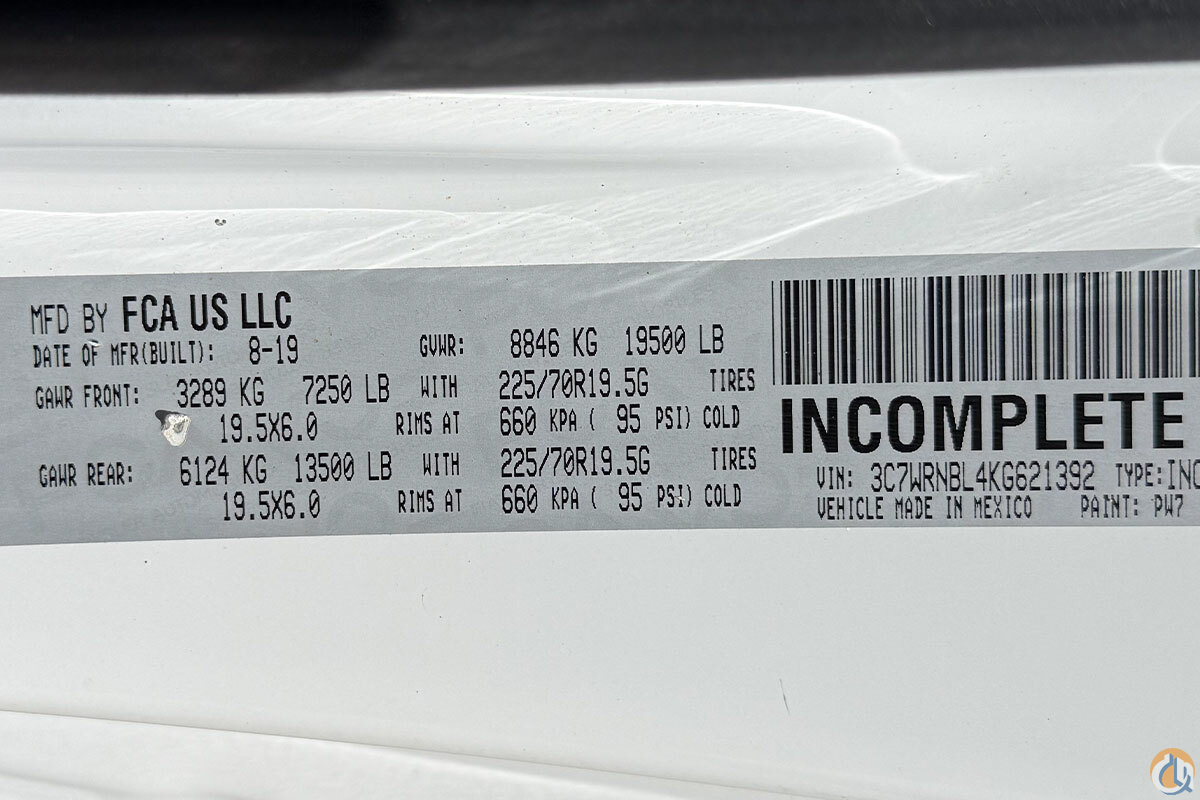 MFD BY FCA US LLC
DATE OF MFR(BUILT): 8-19 GVWR: 8846 KG 19500 LB
GAWR FRONT: 3289 KG 7250 LB WITH 225/70R19.5G TIRES
19.5X6.0 RIMS AT 660 KPA ( 95 PSI) COLD
GAWR REAR: 6124 KG 13500 LB WITH 225/70R19.5G TIRES
19.5X6.0 RIMS AT 660 KPA ( 95 PSI) COLD
INCOMPLETE
VIN: 3C7WRNBL4KG621392 TYPE: INC
VEHICLE MADE IN MEXICO PAINT: PW7